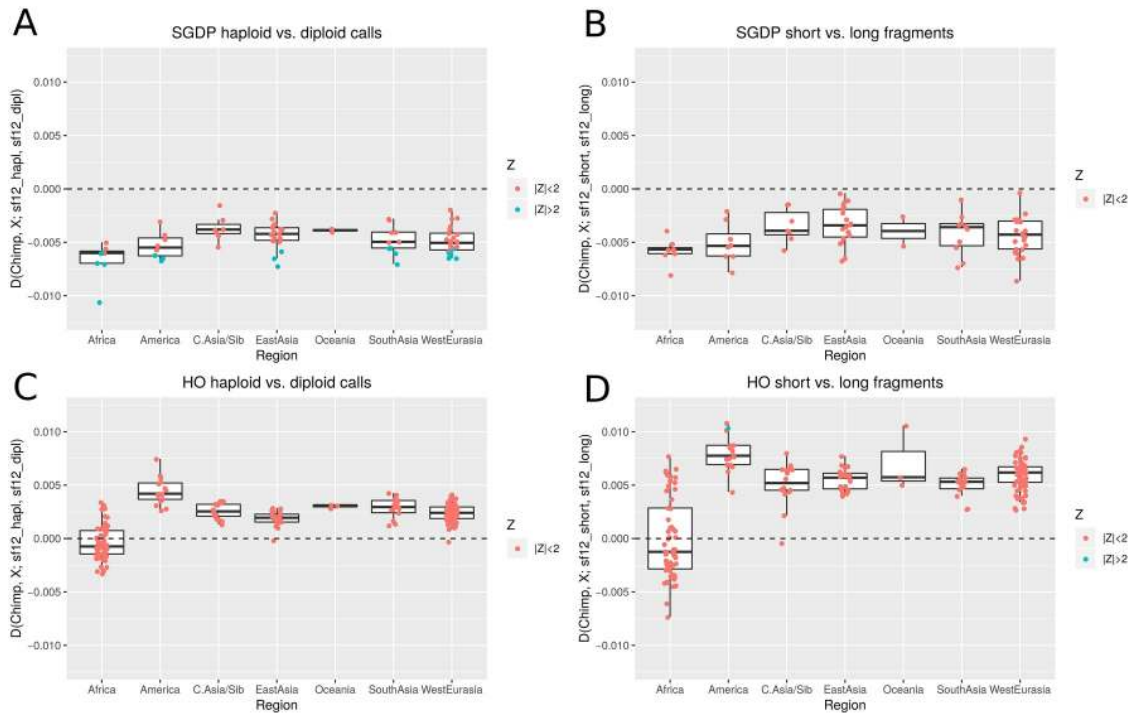 A
SGDP haploid vs. diploid calls
D(Chimp, X; sf12_hapl, sf12_dipl)
0.010
0.005
0.000
−0.005
−0.010
Africa America C.Asia/Sib EastAsia Oceania SouthAsia WestEurasia
Region
Z
|Z|<2
|Z|>2
B
SGDP short vs. long fragments
D(Chimp, X; sf12_short, sf12_long)
0.010
0.005
0.000
−0.005
−0.010
Africa America C.Asia/Sib EastAsia Oceania SouthAsia WestEurasia
Region
Z
|Z|<2
C
HO haploid vs. diploid calls
D(Chimp, X; sf12_hapl, sf12_dipl)
0.010
0.005
0.000
−0.005
−0.010
Africa America C.Asia/Sib EastAsia Oceania SouthAsia WestEurasia
Region
Z
|Z|<2
D
HO short vs. long fragments
D(Chimp, X; sf12_short, sf12_long)
0.010
0.005
0.000
−0.005
−0.010
Africa America C.Asia/Sib EastAsia Oceania SouthAsia WestEurasia
Region
Z
|Z|<2
|Z|>2